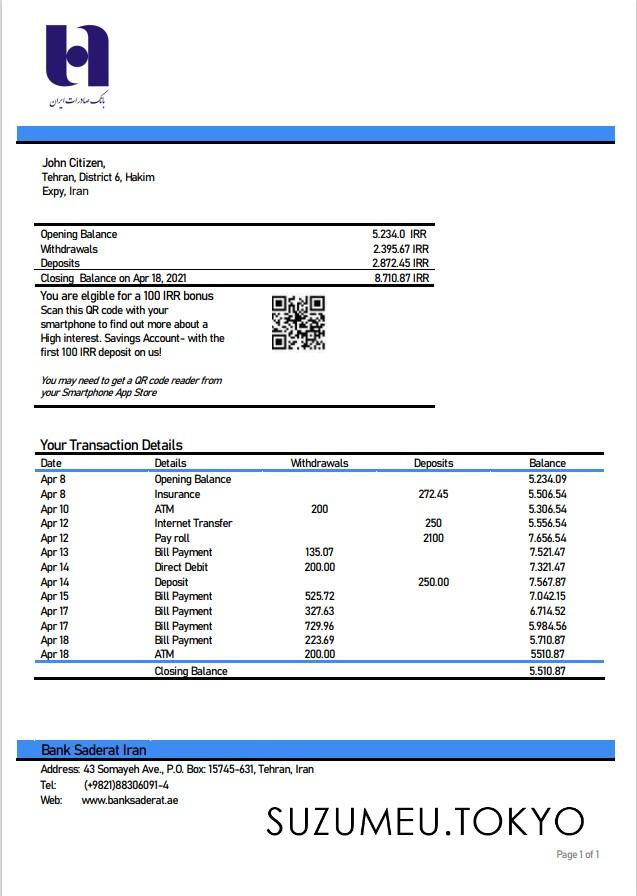 بانک صادرات ایران
John Citizen,
Tehran, District 6, Hakim
Expy, Iran
Opening Balance 5.234.0 IRR
Withdrawals 2.395.67 IRR
Deposits 2.872.45 IRR
Closing Balance on Apr 18, 2021 8.710.87 IRR
You are elgible for a 100 IRR bonus
Scan this QR code with your
smartphone to find out more about a
High interest. Savings Account- with the
first 100 IRR deposit on us!
You may need to get a QR code reader from
your Smartphone App Store
Your Transaction Details
Date Details Withdrawals Deposits Balance
Apr 8 Opening Balance 5.234.09
Apr 8 Insurance 272.45 5.506.54
Apr 10 ATM 200 5.306.54
Apr 12 Internet Transfer 250 5.556.54
Apr 12 Pay roll 2100 7.656.54
Apr 13 Bill Payment 135.07 7.521.47
Apr 14 Direct Debit 200.00 7.321.47
Apr 14 Deposit 250.00 7.567.87
Apr 15 Bill Payment 525.72 7.042.15
Apr 17 Bill Payment 327.63 6.714.52
Apr 17 Bill Payment 729.96 5.984.56
Apr 18 Bill Payment 223.69 5.710.87
Apr 18 ATM 200.00 5510.87
Closing Balance 5.510.87
Bank Saderat Iran
Address: 43 Somayeh Ave., P.O. Box: 15745-631, Tehran, Iran
Tel: (+9821)88306091-4
Web: www.banksaderat.ae
SUZUMEU.TOKYO
Page 1 of 1